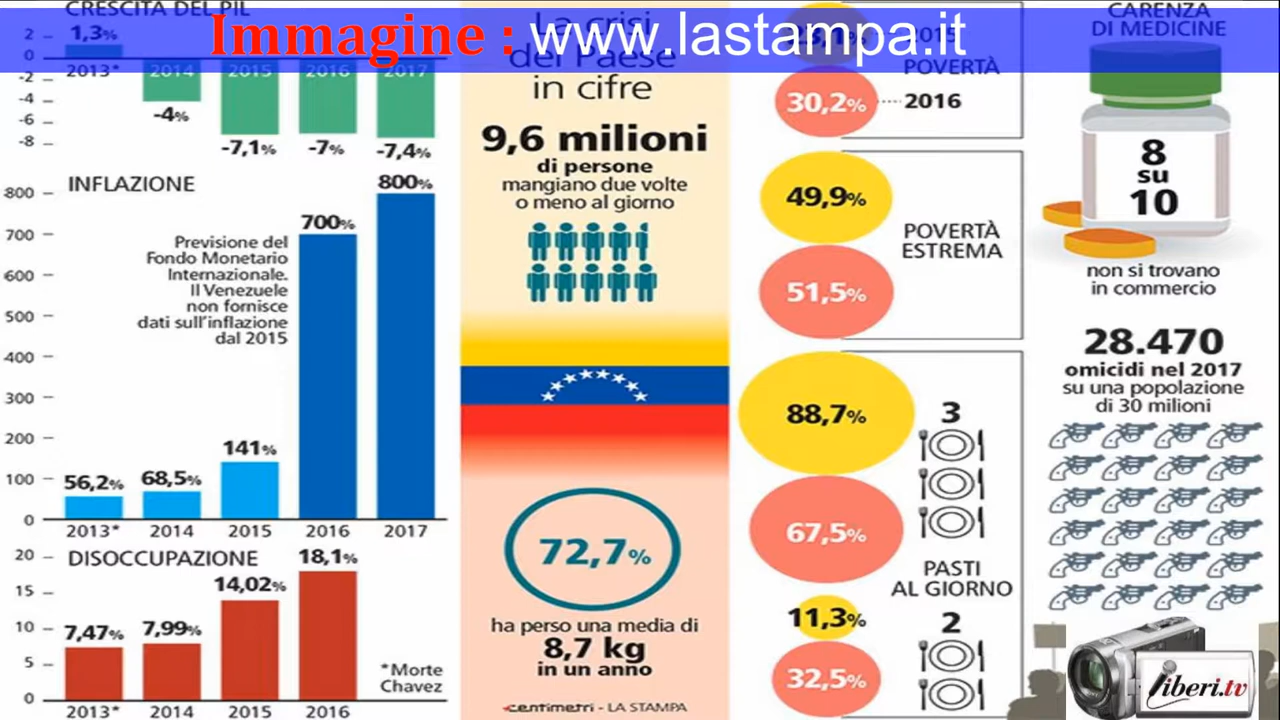 CRESCITA DEL PIL
Immagine : www.lastampa.it
2
0
-2
-4
-6
-8
1,3%
2013* 2014 2015 2016 2017
-4%
-7,1% -7% -7,4%
INFLAZIONE
800
700
600
500
400
300
200
100
0
Previsione del
Fondo Monetario
Internazionale.
Il Venezuele
non fornisce
dati sull'inflazione
dal 2015
56,2% 68,5% 141% 700% 800%
2013* 2014 2015 2016 2017
DISOCCUPAZIONE
20
15
10
5
0
7,47% 7,99% 14,02% 18,1%
2013* 2014 2015 2016
*Morte
Chavez
La crisi
del Paese
in cifre
9,6 milioni
di persone
mangiano due volte
o meno al giorno
72,7%
ha perso una media di
8,7 kg
in un anno
centimetri - LA STAMPA
2015
POVERTÀ
30,2% 2016
49,9%
POVERTÀ
ESTREMA
51,5%
88,7%
3
67,5%
PASTI
AL GIORNO
11,3%
2
32,5%
CARENZA
DI MEDICINE
8
su
10
non si trovano
in commercio
28.470
omicidi nel 2017
su una popolazione
di 30 milioni
liberi.tv